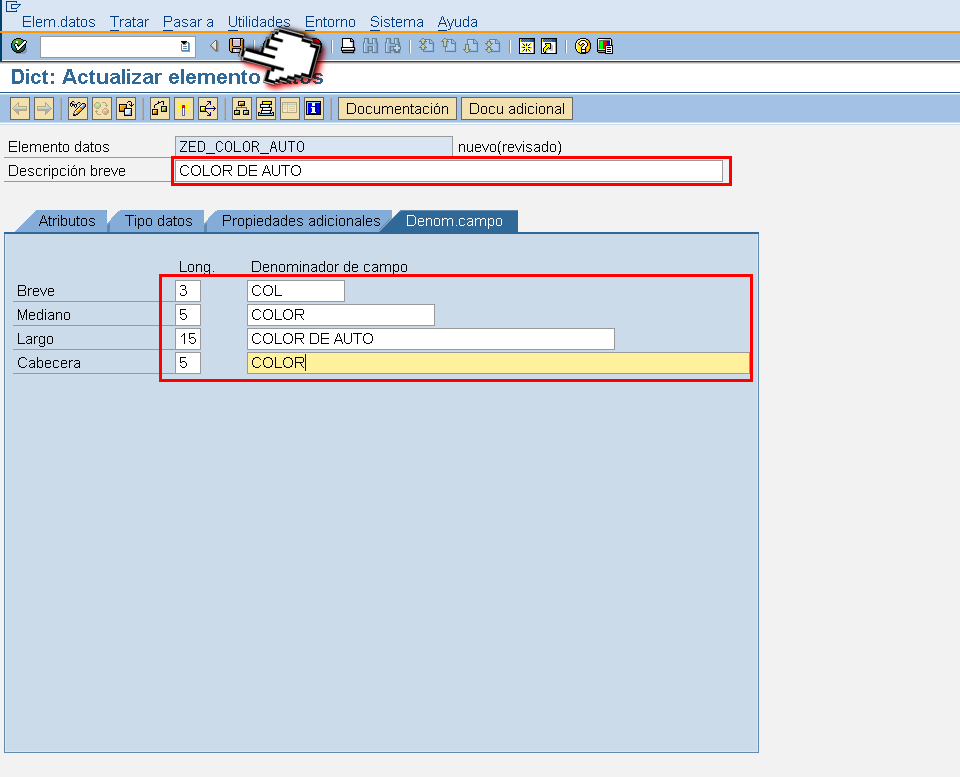 Elem.datos Tratar Pasar a Utilidades Entorno Sistema Ayuda
Dict: Actualizar elemento
Documentación Docu adicional
Elemento datos ZED_COLOR_AUTO nuevo(revisado)
Descripción breve COLOR DE AUTO
Atributos Tipo datos Propiedades adicionales Denom.campo
Long. Denominador de campo
Breve 3 COL
Mediano 5 COLOR
Largo 15 COLOR DE AUTO
Cabecera 5 COLOR